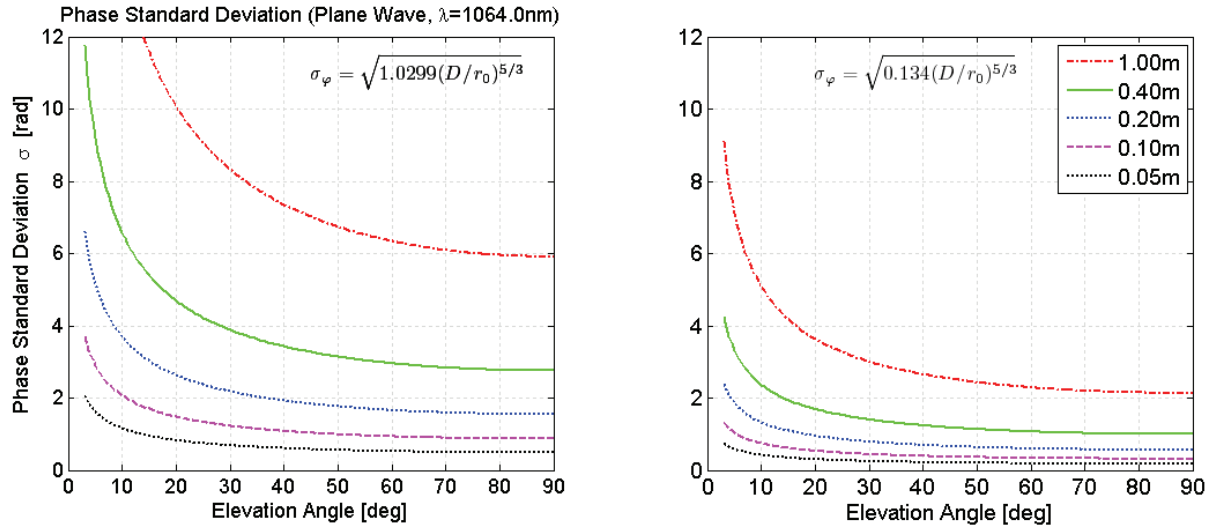 Phase Standard Deviation (Plane Wave, λ=1064.0nm)
12
10
8
6
4
2
0
Phase Standard Deviation σ [rad]
σφ = √1.0299(D/r0)^5/3
0 10 20 30 40 50 60 70 80 90
Elevation Angle [deg]
12
10
8
6
4
2
0
σφ = √0.134(D/r0)^5/3
1.00m
0.40m
0.20m
0.10m
0.05m
0 10 20 30 40 50 60 70 80 90
Elevation Angle [deg]